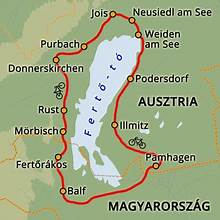 Jois
Neusiedl am See
Weiden
am See
Purbach
Donnerskirchen
Podersdorf
Fertő-tó
AUSZTRIA
Rust
Illmitz
Mörbisch
Fertőrákos
Pamhagen
Balf
MAGYARORSZÁG